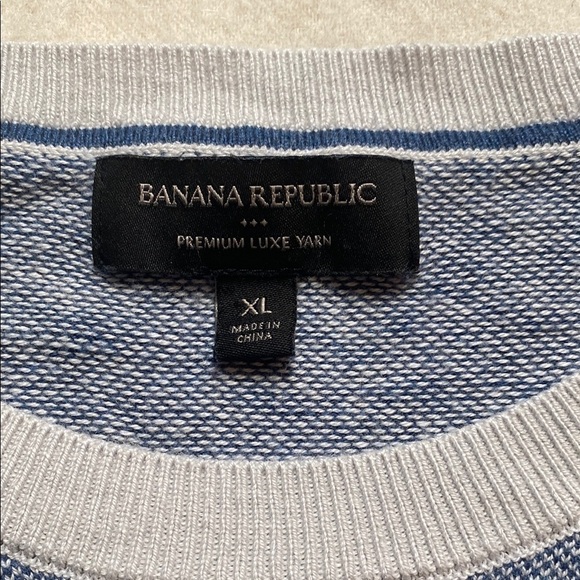 BANANA REPUBLIC
PREMIUM LUXE YARN
XL
MADE IN
CHINA